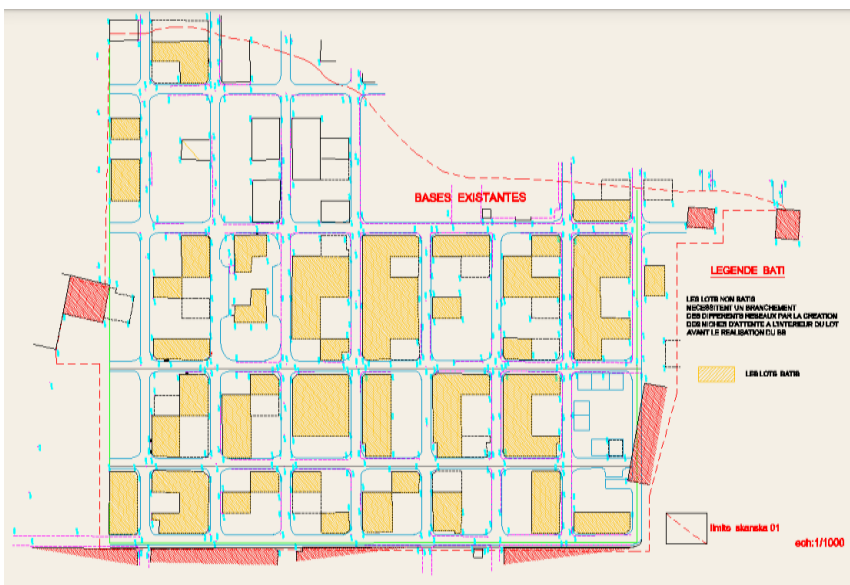 BASES EXISTANTES
LEGENDE BATI
LES LOTS NON BATIS
NECESSITENT UN BRANCHEMENT
DES DIFFERENTS RESEAUX PAR LA CREATION
DES NICHES D'ATTENTE A L'INTERIEUR DU LOT
AVANT LE REALISATION DU BB
LES LOTS BATIS
limite skanska 01
ech:1/1000